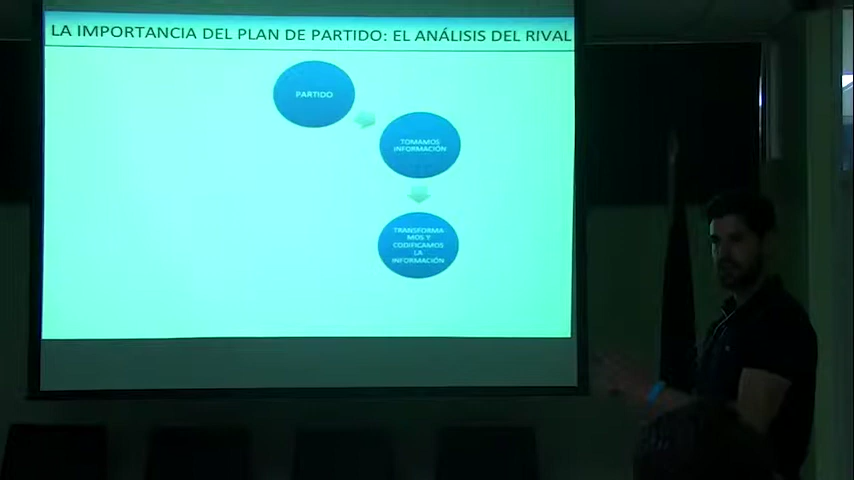 LA IMPORTANCIA DEL PLAN DE PARTIDO: EL ANÁLISIS DEL RIVAL
PARTIDO
TOMAMOS
INFORMACIÓN
TRANSFORMA
MOS Y
CODIFICAMOS
LA
INFORMACIÓN